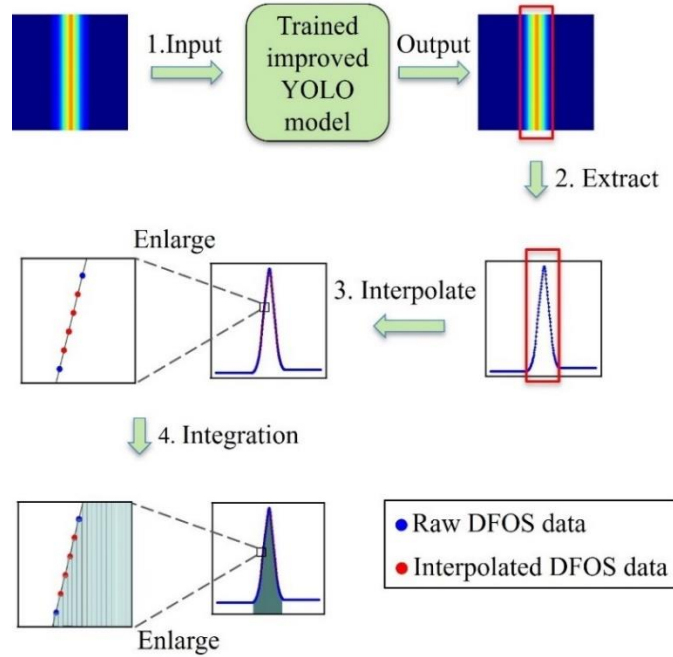 1.Input
Trained
improved
YOLO
model
Output
2. Extract
Enlarge
3. Interpolate
4. Integration
Enlarge
Raw DFOS data
Interpolated DFOS data